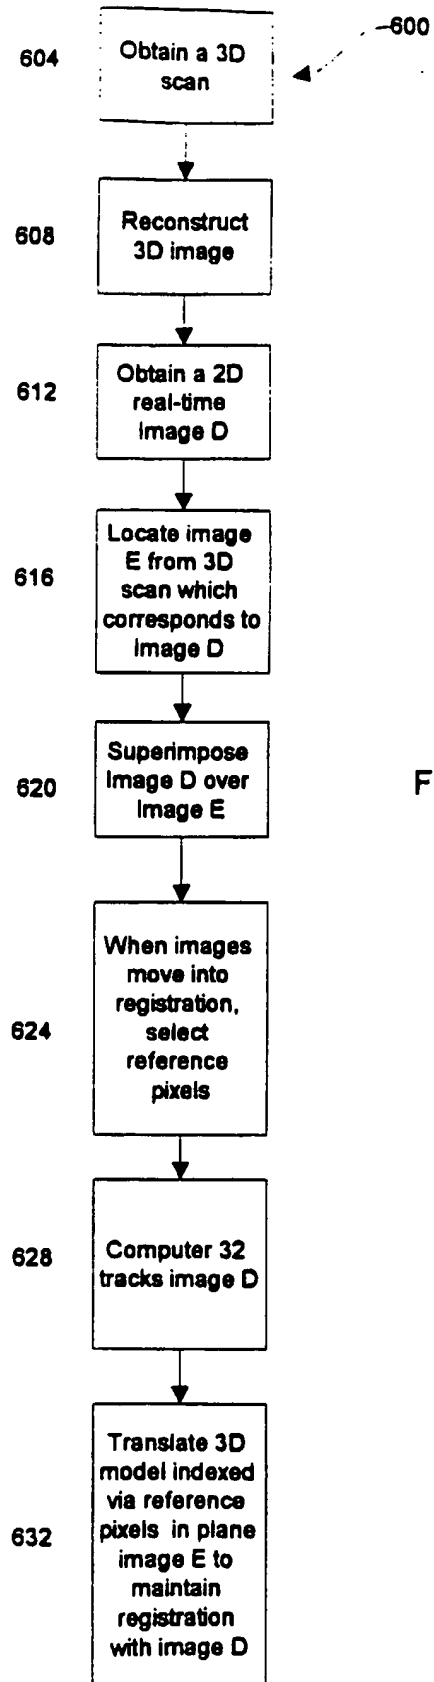 600
604
Obtain a 3D
scan
608
Reconstruct
3D image
612
Obtain a 2D
real-time
image D
616
Locate image
E from 3D
scan which
corresponds to
image D
620
Superimpose
image D over
image E
F
624
When images
move into
registration,
select
reference
pixels
628
Computer 32
tracks image D
632
Translate 3D
model indexed
via reference
pixels in plane
image E to
maintain
registration
with image D